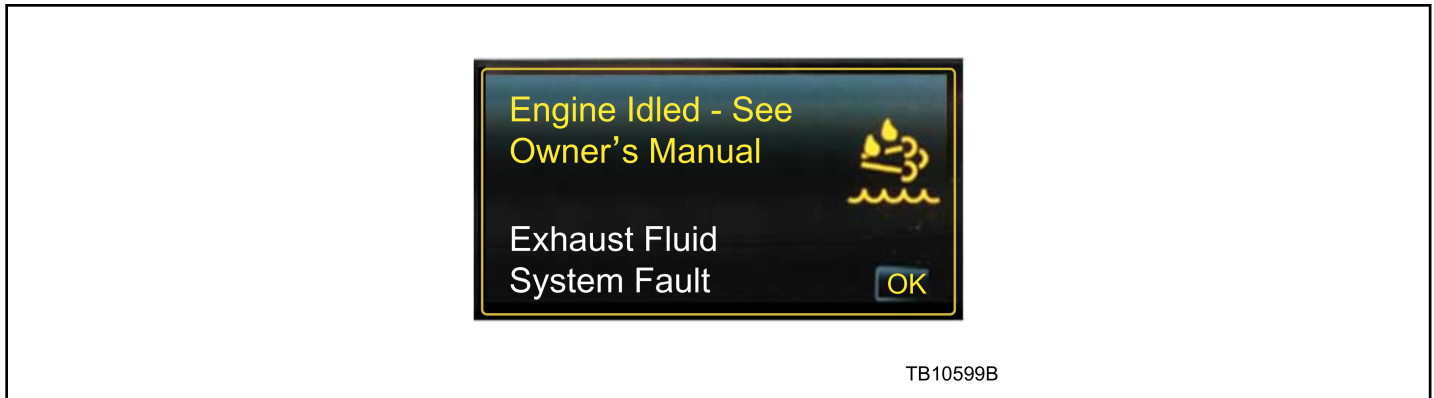 Engine Idled - See
Owner’s Manual
Exhaust Fluid
System Fault
OK
TB10599B